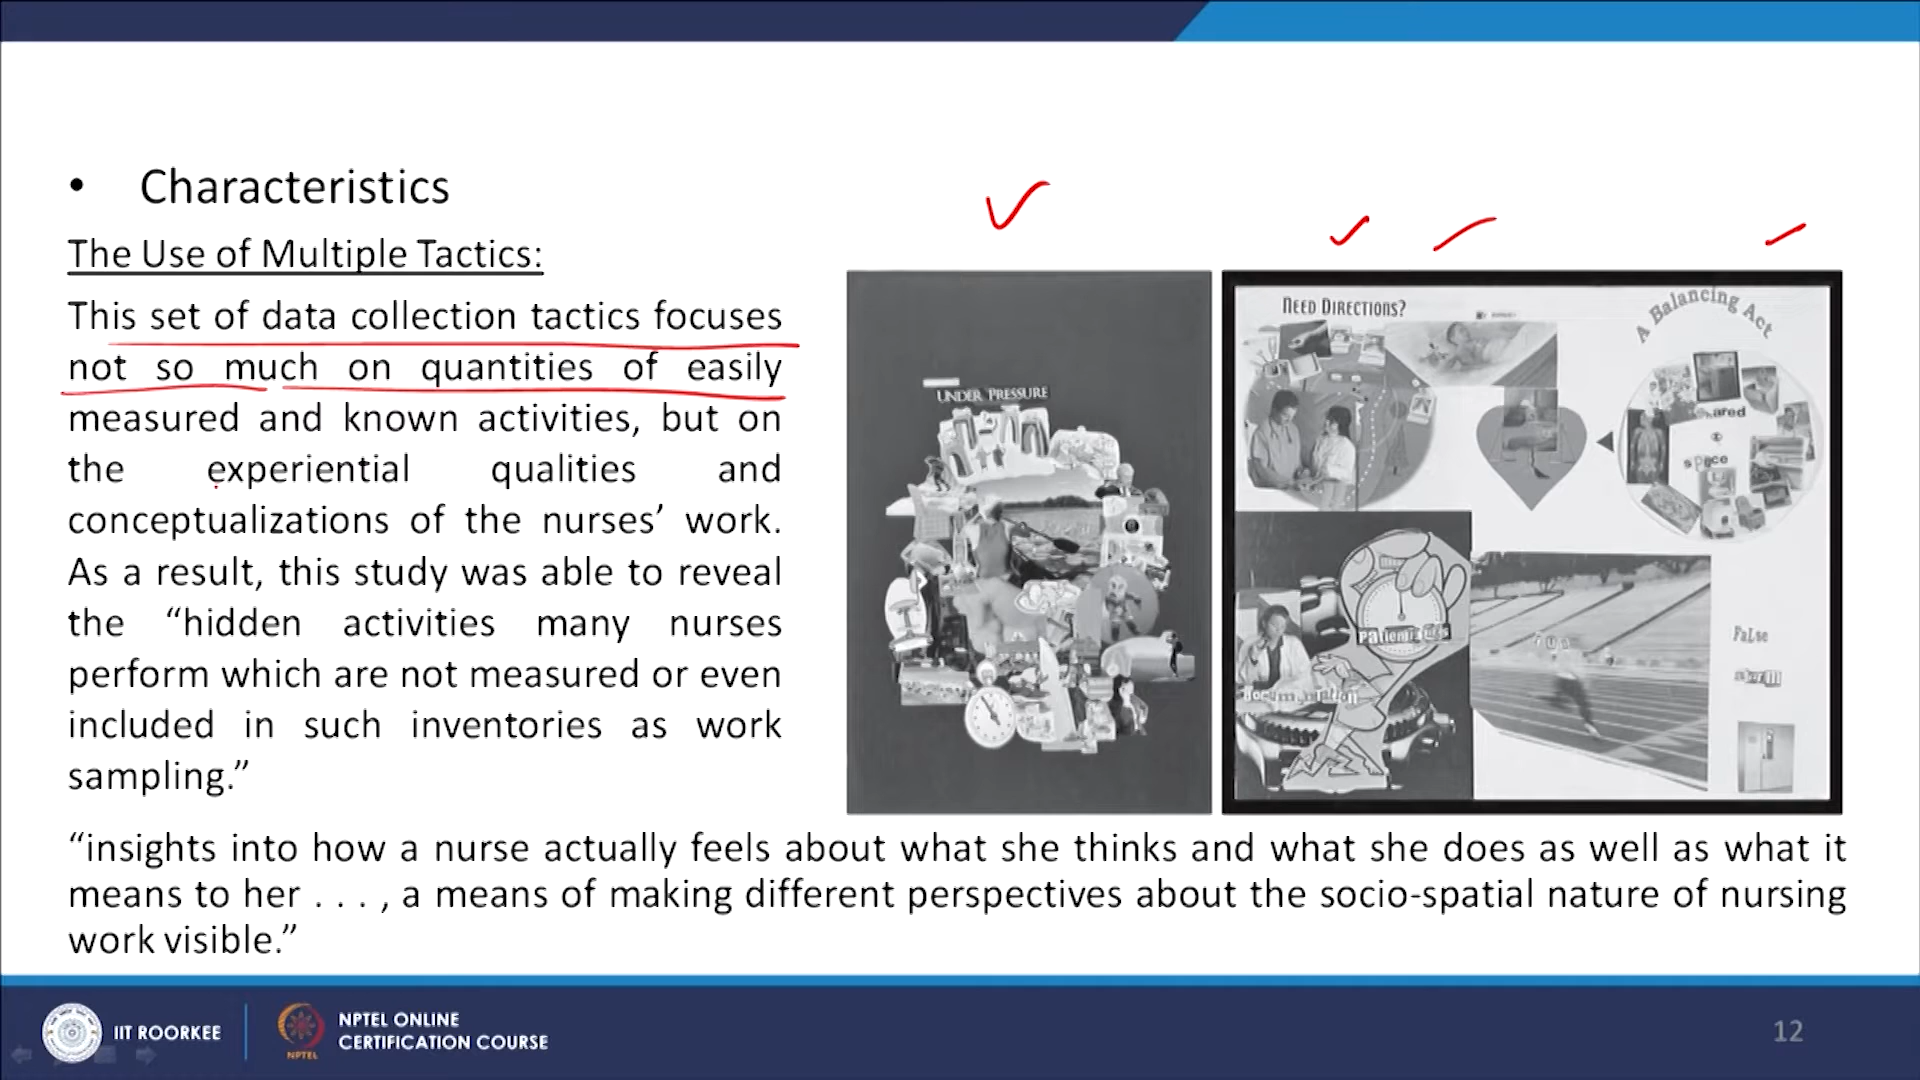 • Characteristics
The Use of Multiple Tactics:
This set of data collection tactics focuses
not so much on quantities of easily
measured and known activities, but on
the experiential qualities and
conceptualizations of the nurses’ work.
As a result, this study was able to reveal
the “hidden activities many nurses
perform which are not measured or even
included in such inventories as work
sampling.”
UNDER PRESSURE
NEED DIRECTIONS?
A Balancing Act
space
run
False
“insights into how a nurse actually feels about what she thinks and what she does as well as what it
means to her . . . , a means of making different perspectives about the socio-spatial nature of nursing
work visible.”
IIT ROORKEE
NPTEL
NPTEL ONLINE
CERTIFICATION COURSE
12